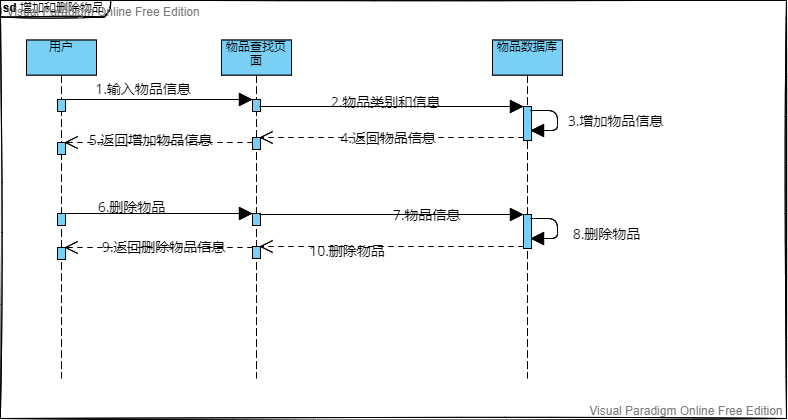 sd 增加和删除物品
Visual Paradigm Online Free Edition
用户
物品查找页
面
物品数据库
1.输入物品信息
2.物品类别和信息
3.增加物品信息
4.返回物品信息
5.返回增加物品信息
6.删除物品
7.物品信息
8.删除物品
9.返回删除物品信息
10.删除物品
Visual Paradigm Online Free Edition